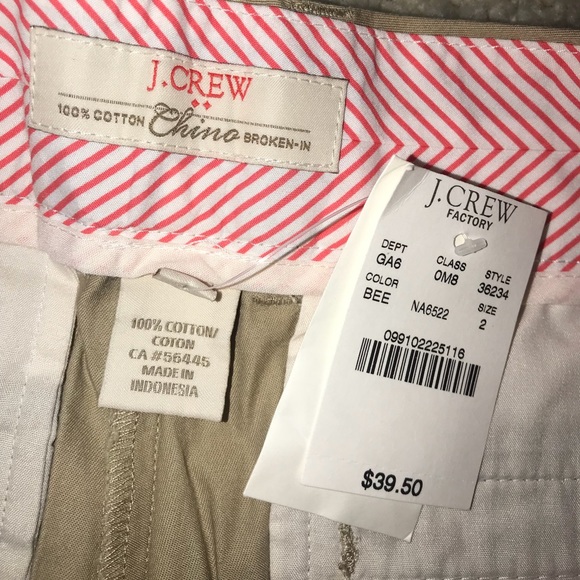 J.CREW
100% COTTON Chino BROKEN-IN
J.CREW
FACTORY
DEPT CLASS STYLE
GA6 0M8 36234
COLOR SIZE
BEE NA6522 2
099102225116
$39.50
100% COTTON/
COTON
CA #56445
MADE IN
INDONESIA